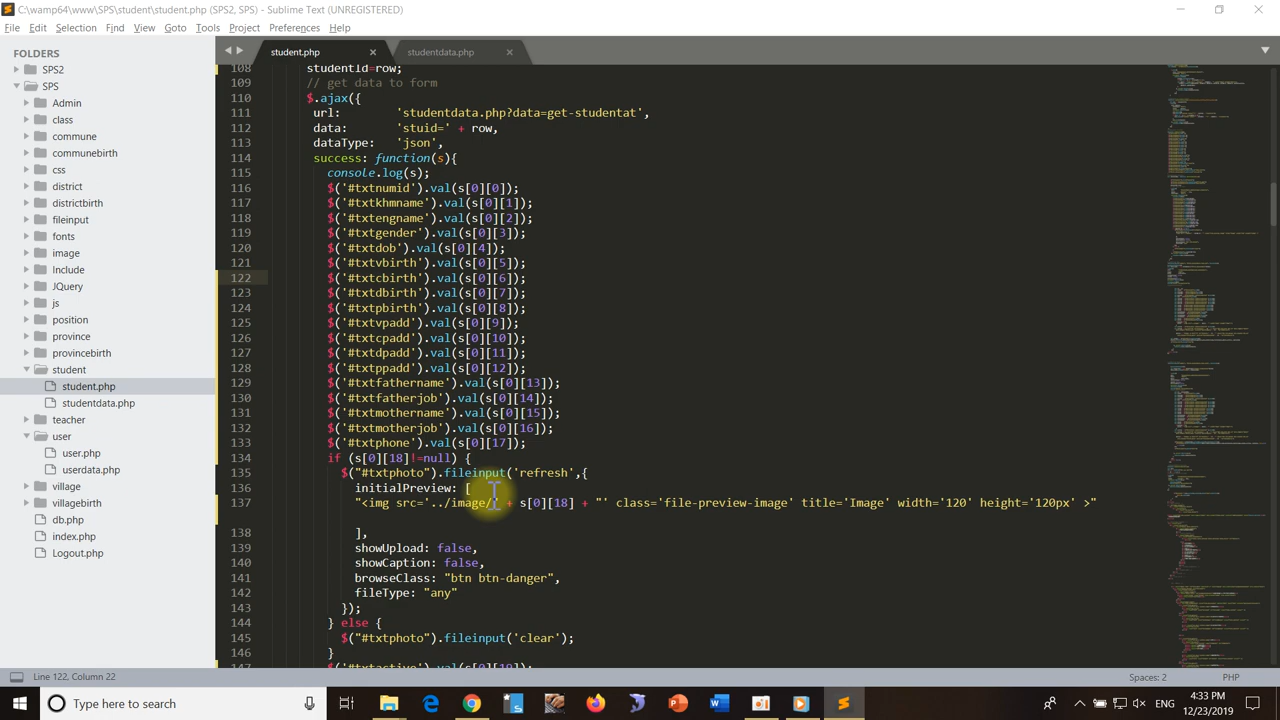 C:\wamp64\www\SPS\student\student.php (SPS2, SPS) - Sublime Text (UNREGISTERED)
File Edit Selection Find View Goto Tools Project Preferences Help
FOLDERS
SPS2
SPS
Admin
class
commune
communebirth
css
district
districtbirth
fileinput
fonts
image
Include
JQuery
js
position
province
provincebirth
student
student.php
studentdata.php
teacher
user
user.php
userdata.php
village
villagebirth
db.php
index.php
Logout.php
student.php
studentdata.php
108 studentId=row;
109 // get data to form
110 $.ajax({
111 url: 'studentdata.php?data=get-studentat',
112 data: 'stuid=' + row,
113 dataType: 'json',
114 success: function(s){
115 console.log(s);
116 $('#txtnumid').val(s[0][0]);
117 $('#txtkhmname').val(s[0][1]);
118 $('#txtengname').val(s[0][2]);
119 $('#txtgender').val(s[0][3]);
120 $('#txtdob').val(s[0][4]);
121 $('#txtvbirth').val(s[0][5]);
122 $('#txtcbirth').val(s[0][6]);
123 $('#txtdbirth').val(s[0][7]);
124 $('#txtpbirth').val(s[0][8]);
125 $('#txtvpadd').val(s[0][9]);
126 $('#txtcpadd').val(s[0][10]);
127 $('#txtdpadd').val(s[0][11]);
128 $('#txtppadd').val(s[0][12]);
129 $('#txtfathername').val(s[0][13]);
130 $('#txtfatherjob').val(s[0][14]);
131 $('#txtmothername').val(s[0][15]);
132 $('#txtmotherjob').val(s[0][16]);
133 $('#txtphone').val(s[0][17]);
134 if (s[0][18]!=null) {
135 $("#txtphoto").fileinput('refresh',{
136 initialPreview: [
137 "<img src='../image/" + s[0][18] + "' class='file-preview-image' title='Image' width='120' height='120px' >"
138 ],
139 showUpload: false,
140 showCaption: false,
141 browseClass: "btn btn-danger",
142 fileType: "any"
143 });
144 } else {
145 $("#txtphoto").fileinput('clear');
146 }
147
Line 122, Column 22
Spaces: 2
PHP
Type here to search
ENG
4:33 PM
12/23/2019